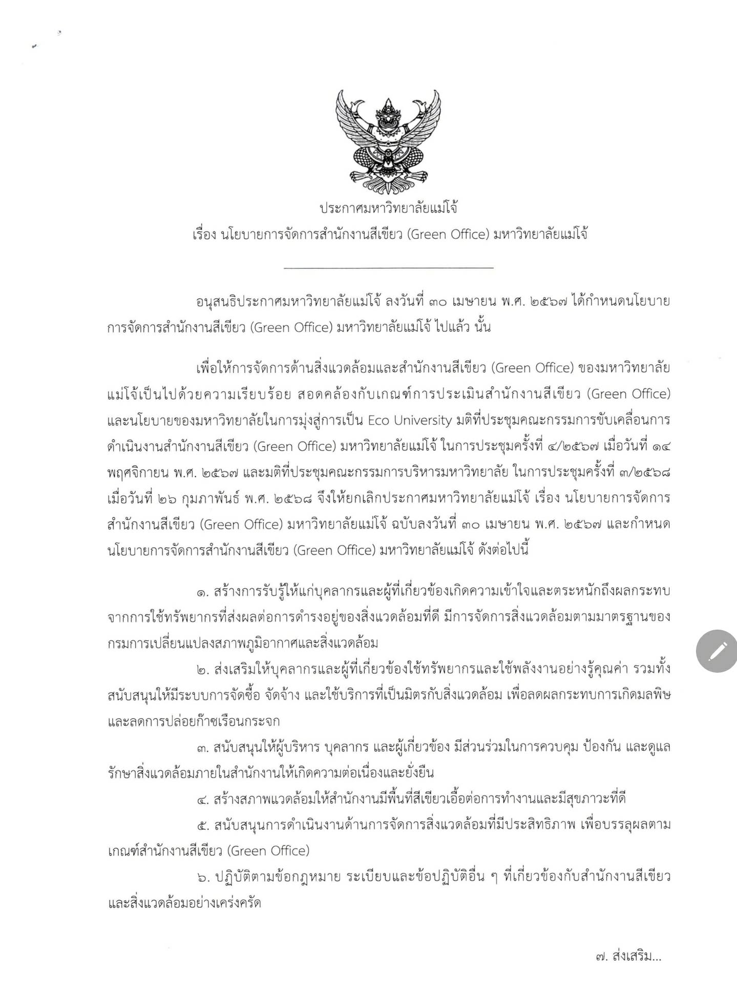 ประกาศมหาวิทยาลัยแม่โจ้
เรื่อง นโยบายการจัดการสำนักงานสีเขียว (Green Office) มหาวิทยาลัยแม่โจ้
อนุสนธิประกาศมหาวิทยาลัยแม่โจ้ ลงวันที่ ๓๐ เมษายน พ.ศ. ๒๕๖๗ ได้กำหนดนโยบาย
การจัดการสำนักงานสีเขียว (Green Office) มหาวิทยาลัยแม่โจ้ ไปแล้ว นั้น
เพื่อให้การจัดการด้านสิ่งแวดล้อมและสำนักงานสีเขียว (Green Office) ของมหาวิทยาลัย
แม่โจ้เป็นไปด้วยความเรียบร้อย สอดคล้องกับเกณฑ์การประเมินสำนักงานสีเขียว (Green Office)
และนโยบายของมหาวิทยาลัยในการมุ่งสู่การเป็น Eco University มติที่ประชุมคณะกรรมการขับเคลื่อนการ
ดำเนินงานสำนักงานสีเขียว (Green Office) มหาวิทยาลัยแม่โจ้ ในการประชุมครั้งที่ ๔/๒๕๖๗ เมื่อวันที่ ๑๔
พฤศจิกายน พ.ศ. ๒๕๖๗ และมติที่ประชุมคณะกรรมการบริหารมหาวิทยาลัย ในการประชุมครั้งที่ ๓/๒๕๖๘
เมื่อวันที่ ๒๖ กุมภาพันธ์ พ.ศ. ๒๕๖๘ จึงให้ยกเลิกประกาศมหาวิทยาลัยแม่โจ้ เรื่อง นโยบายการจัดการ
สำนักงานสีเขียว (Green Office) มหาวิทยาลัยแม่โจ้ ฉบับลงวันที่ ๓๐ เมษายน พ.ศ. ๒๕๖๗ และกำหนด
นโยบายการจัดการสำนักงานสีเขียว (Green Office) มหาวิทยาลัยแม่โจ้ ดังต่อไปนี้
๑. สร้างการรับรู้ให้แก่บุคลากรและผู้ที่เกี่ยวข้องเกิดความเข้าใจและตระหนักถึงผลกระทบ
จากการใช้ทรัพยากรที่ส่งผลต่อการดำรงอยู่ของสิ่งแวดล้อมที่ดี มีการจัดการสิ่งแวดล้อมตามมาตรฐานของ
กรมการเปลี่ยนแปลงสภาพภูมิอากาศและสิ่งแวดล้อม
๒. ส่งเสริมให้บุคลากรและผู้ที่เกี่ยวข้องใช้ทรัพยากรและใช้พลังงานอย่างรู้คุณค่า รวมทั้ง
สนับสนุนให้มีระบบการจัดซื้อ จัดจ้าง และใช้บริการที่เป็นมิตรกับสิ่งแวดล้อม เพื่อลดผลกระทบการเกิดมลพิษ
และลดการปล่อยก๊าซเรือนกระจก
๓. สนับสนุนให้ผู้บริหาร บุคลากร และผู้เกี่ยวข้อง มีส่วนร่วมในการควบคุม ป้องกัน และดูแล
รักษาสิ่งแวดล้อมภายในสำนักงานให้เกิดความต่อเนื่องและยั่งยืน
๔. สร้างสภาพแวดล้อมให้สำนักงานมีพื้นที่สีเขียวเอื้อต่อการทำงานและมีสุขภาวะที่ดี
๕. สนับสนุนการดำเนินงานด้านการจัดการสิ่งแวดล้อมที่มีประสิทธิภาพ เพื่อบรรลุผลตาม
เกณฑ์สำนักงานสีเขียว (Green Office)
๖. ปฏิบัติตามข้อกฎหมาย ระเบียบและข้อปฏิบัติอื่น ๆ ที่เกี่ยวข้องกับสำนักงานสีเขียว
และสิ่งแวดล้อมอย่างเคร่งครัด
๗. ส่งเสริม...